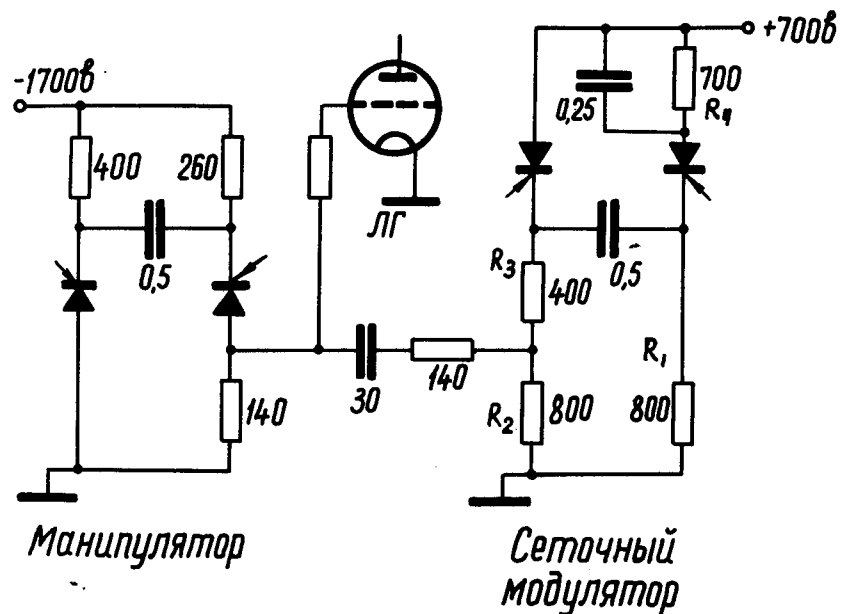 -1700в
400
260
0,5
140
ЛГ
30
140
+700в
0,25
700
R4
0,5
R3
400
R1
R2
800
800
Манипулятор
Сеточный
модулятор